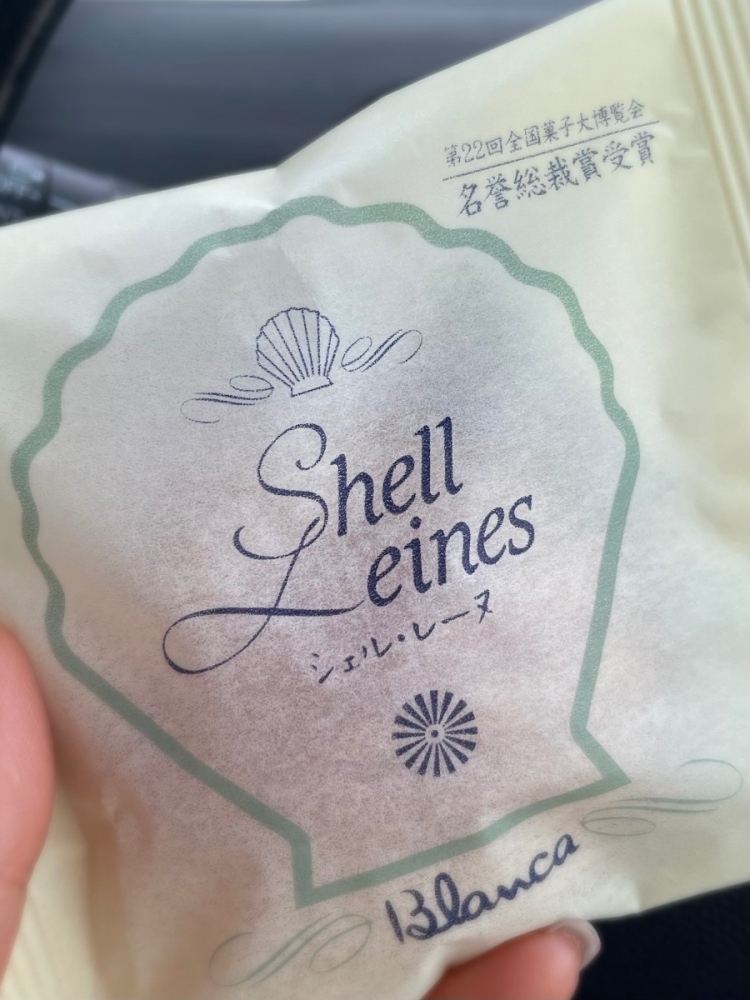 第22回全国菓子大博覧会
名誉総裁賞受賞
Shell
Leines
シェル・レーヌ
Blanca